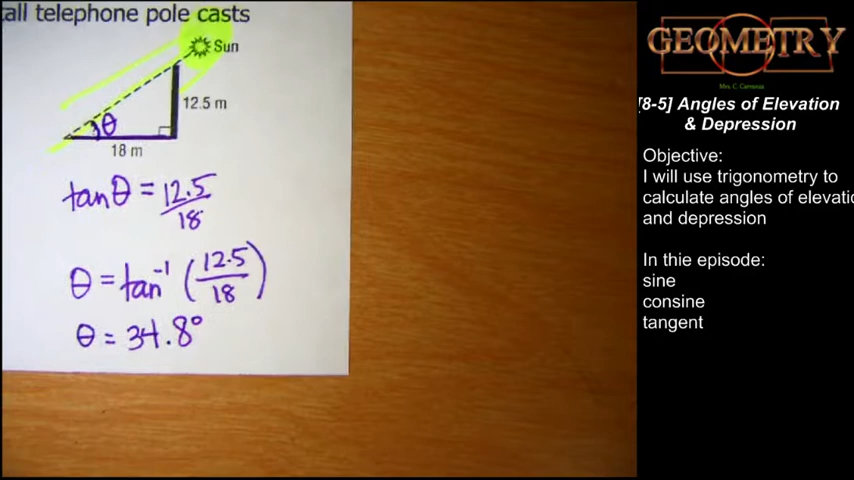 all telephone pole casts
Sun
12.5 m
θ
18 m
tanθ = 12.5/18
θ = tan⁻¹ (12.5/18)
θ = 34.8°
GEOMETRY
[8-5] Angles of Elevation
& Depression
Objective:
I will use trigonometry to
calculate angles of elevatio
and depression
In thie episode:
sine
consine
tangent